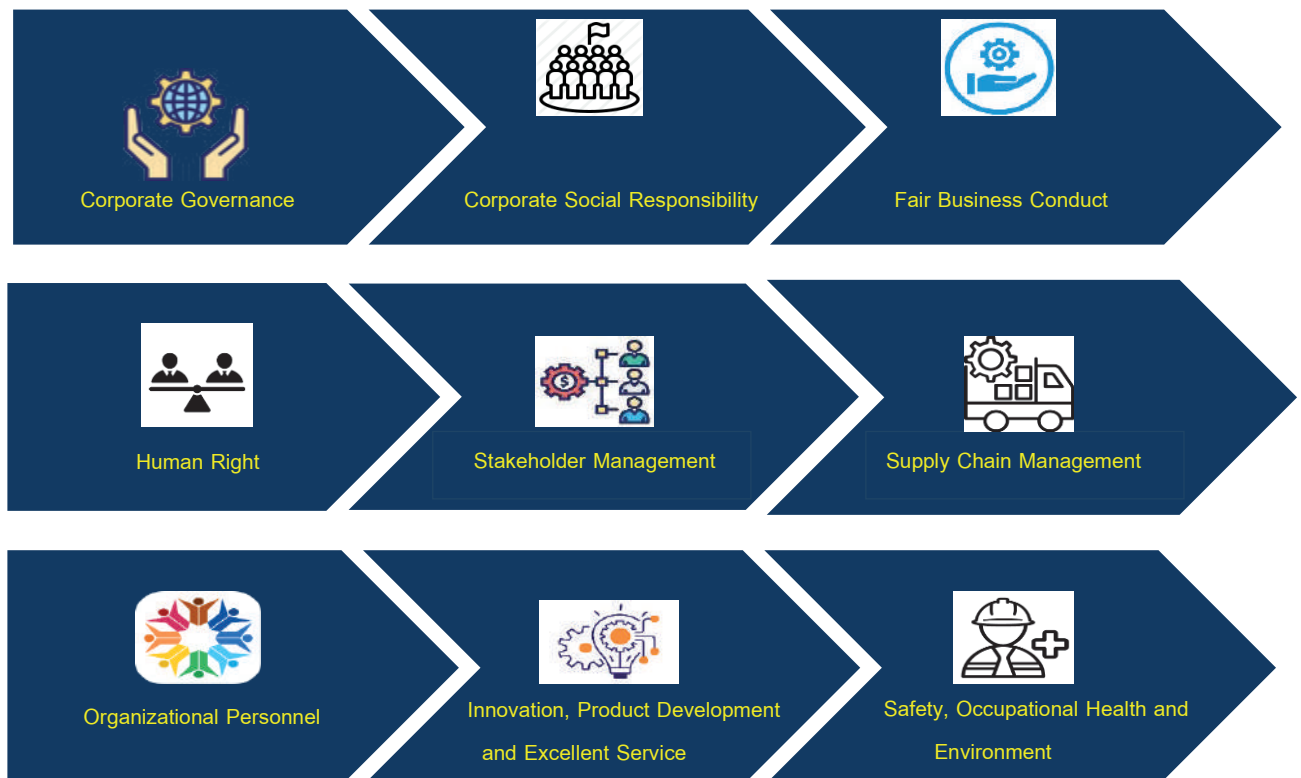 Corporate Governance
Corporate Social Responsibility
Fair Business Conduct
Human Right
Stakeholder Management
Supply Chain Management
Organizational Personnel
Innovation, Product Development
and Excellent Service
Safety, Occupational Health and
Environment